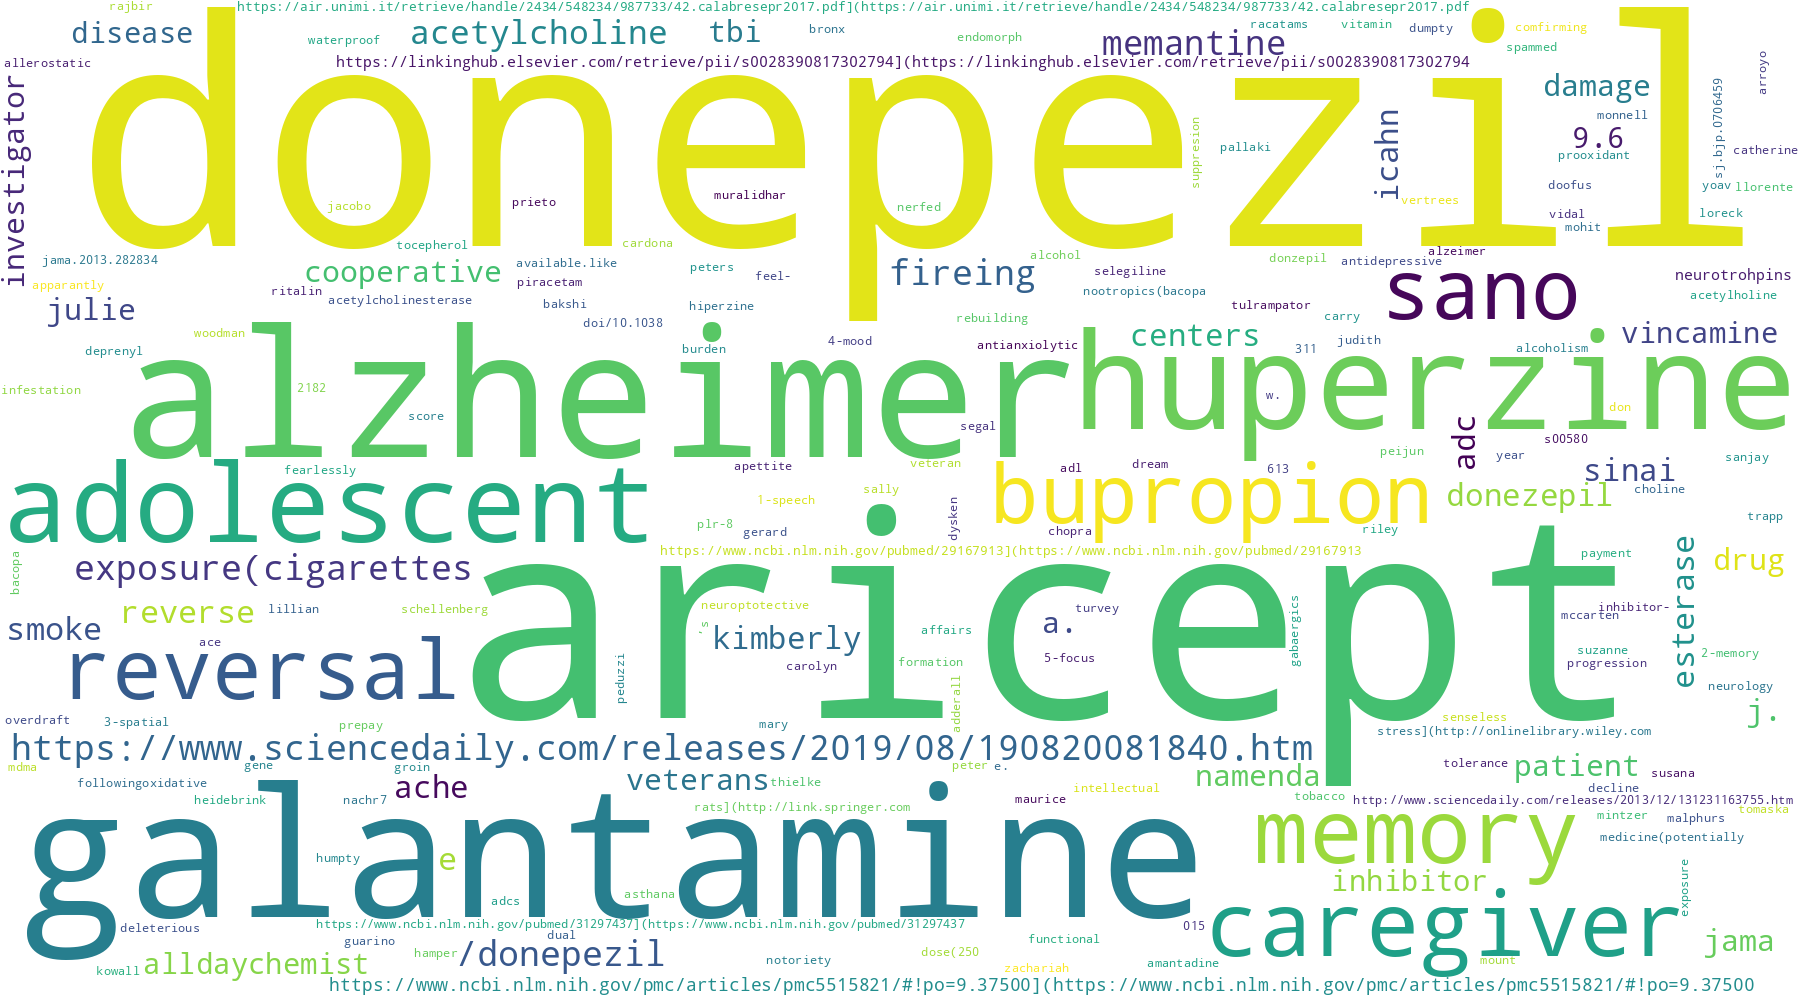 rajbir
https://air.unimi.it/retrieve/handle/2434/548234/987733/42.calabresepr2017.pdf](https://air.unimi.it/retrieve/handle/2434/548234/987733/42.calabresepr2017.pdf
disease
waterproof
acetylcholine
tbi
bronx
endomorph
memantine
racatams
vitamin
dumpty
comfirming
spammed
allerostatic
https://linkinghub.elsevier.com/retrieve/pii/s0028390817302794](https://linkinghub.elsevier.com/retrieve/pii/s0028390817302794
arroyo
donepezil
investigator
damage
sj.bjp.0706459
monnell
icahn
9.6
suppresion
pallaki
prooxidant
catherine
doofus
yoav
llorente
jacobo
prieto
muralidhar
nerfed
vertrees
vidal
loreck
mohit
tocepherol
cardona
jama.2013.282834
cooperative
available.like
peters
feel-
fireing
alcohol
selegiline
donzepil
antidepressive
alzeimer
sano
neurotrohpins
apparantly
ritalin
acetylcholinesterase
piracetam
bakshi
hiperzine
nootropics(bacopa
tulrampator
acetylholine
julie
doi/10.1038
rebuilding
carry
woodman
4-mood
antianxiolytic
centers
311
judith
alcoholism
vincamine
deprenyl
burden
alzheimer
huperzine
infestation
2182
score
segal
w.
don
adc
s00580
peijun
year
sanjay
adolescent
fearlessly
apettite
veteran
adl
dream
613
sinai
bupropion
donezepil
choline
1-speech
sally
dysken
plr-8
gerard
chopra
riley
trapp
https://www.ncbi.nlm.nih.gov/pubmed/29167913](https://www.ncbi.nlm.nih.gov/pubmed/29167913
payment
drug
bacopa
exposure(cigarettes
aricept
esterase
reverse
lillian
schellenberg
neuroptotective
turvey
inhibitor-
mccarten
smoke
ace
's
kimberly
affairs
a.
gabaergics
suzanne
2-memory
reversal
peduzzi
carolyn
formation
5-focus
progression
neurology
adderall
overdraft
3-spatial
prepay
mary
senseless
j.
stress](http://onlinelibrary.wiley.com
https://www.sciencedaily.com/releases/2019/08/190820081840.htm
mdma
gene
groin
peter
e.
tolerance
patient
susana
followingoxidative
ache
veterans
thielke
intellectual
namenda
decline
heidebrink
nachr7
rats](http://link.springer.com
maurice
tobacco
http://www.sciencedaily.com/releases/2013/12/131231163755.htm
tomaska
mintzer
malphurs
galantamine
memory
medicine(potentially
humpty
e
inhibitor
exposure
adcs
asthana
caregiver
deleterious
https://www.ncbi.nlm.nih.gov/pubmed/31297437](https://www.ncbi.nlm.nih.gov/pubmed/31297437
015
guarino
dual
functional
jama
kowall
alldaychemist
hamper
/donepezil
notoriety
dose(250
zachariah
amantadine
mount
https://www.ncbi.nlm.nih.gov/pmc/articles/pmc5515821/#!po=9.37500](https://www.ncbi.nlm.nih.gov/pmc/articles/pmc5515821/#!po=9.37500